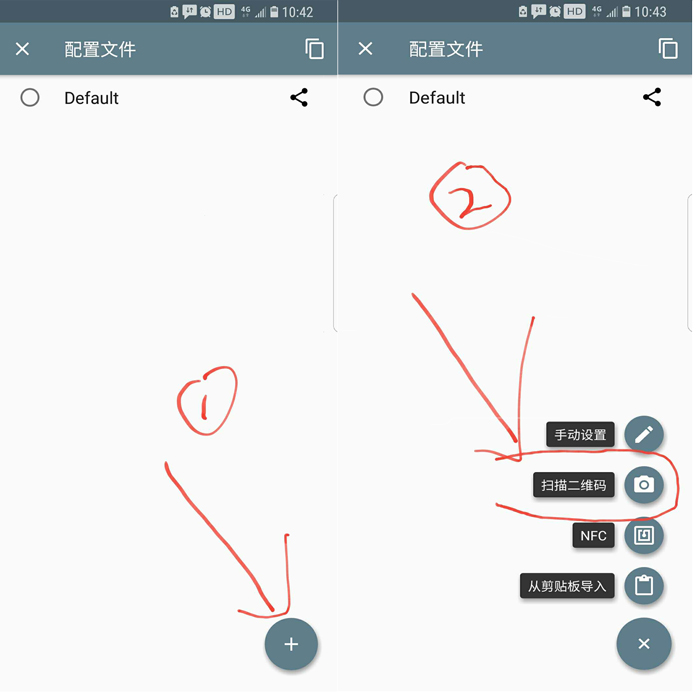 HD 4G 10:42
配置文件
Default
1
HD 4G 10:43
配置文件
Default
2
手动设置
扫描二维码
NFC
从剪贴板导入